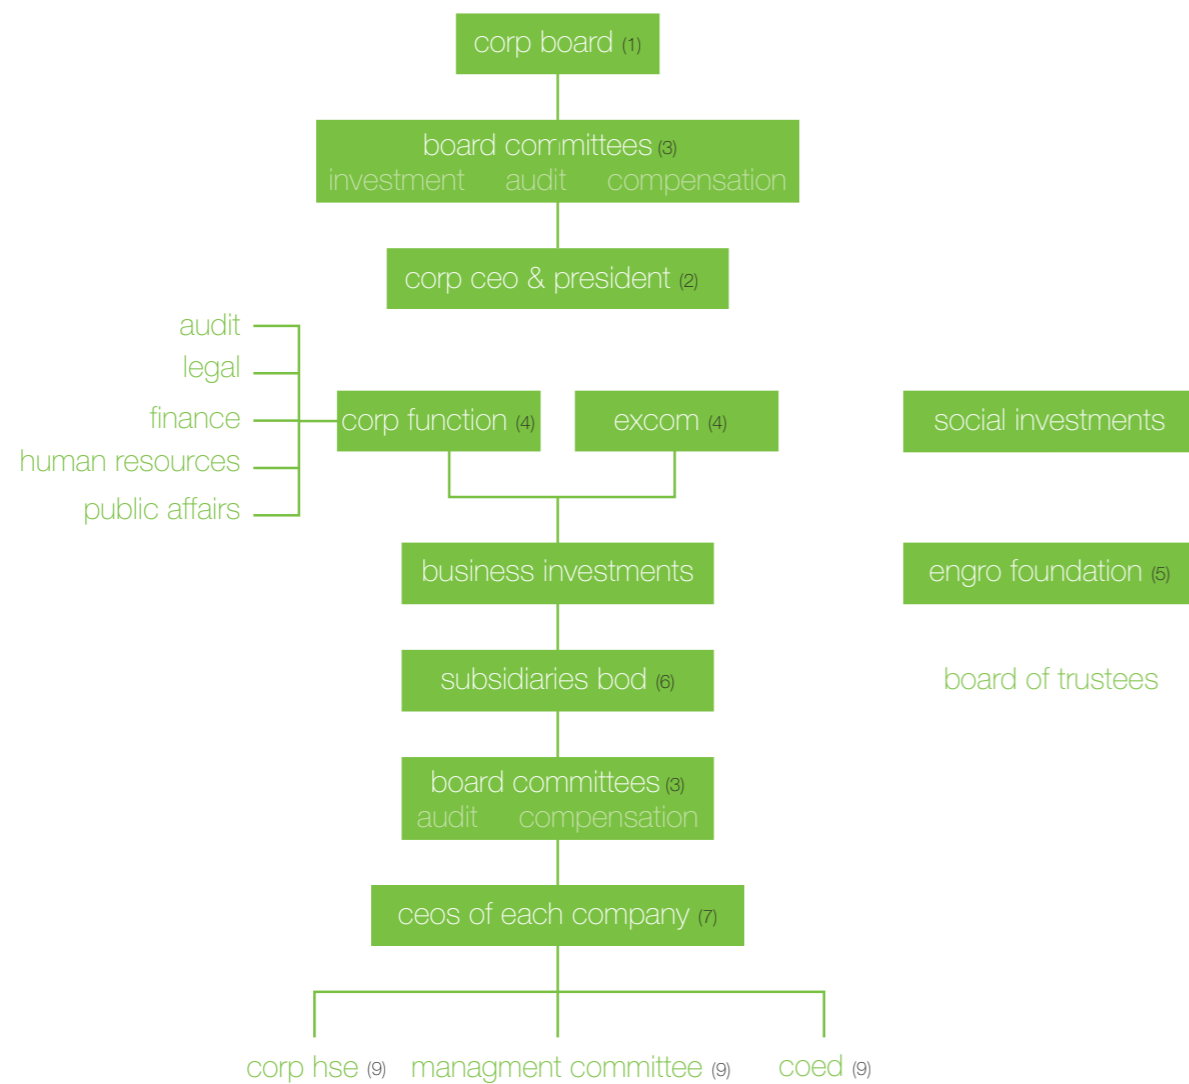 corp board (1)
board committees (3)
investment audit compensation
corp ceo & president (2)
audit
legal
finance
human resources
public affairs
corp function (4)
excom (4)
social investments
business investments
engro foundation (5)
subsidiaries bod (6)
board of trustees
board committees (3)
audit compensation
ceos of each company (7)
corp hse (9)
managment committee (9)
coed (9)